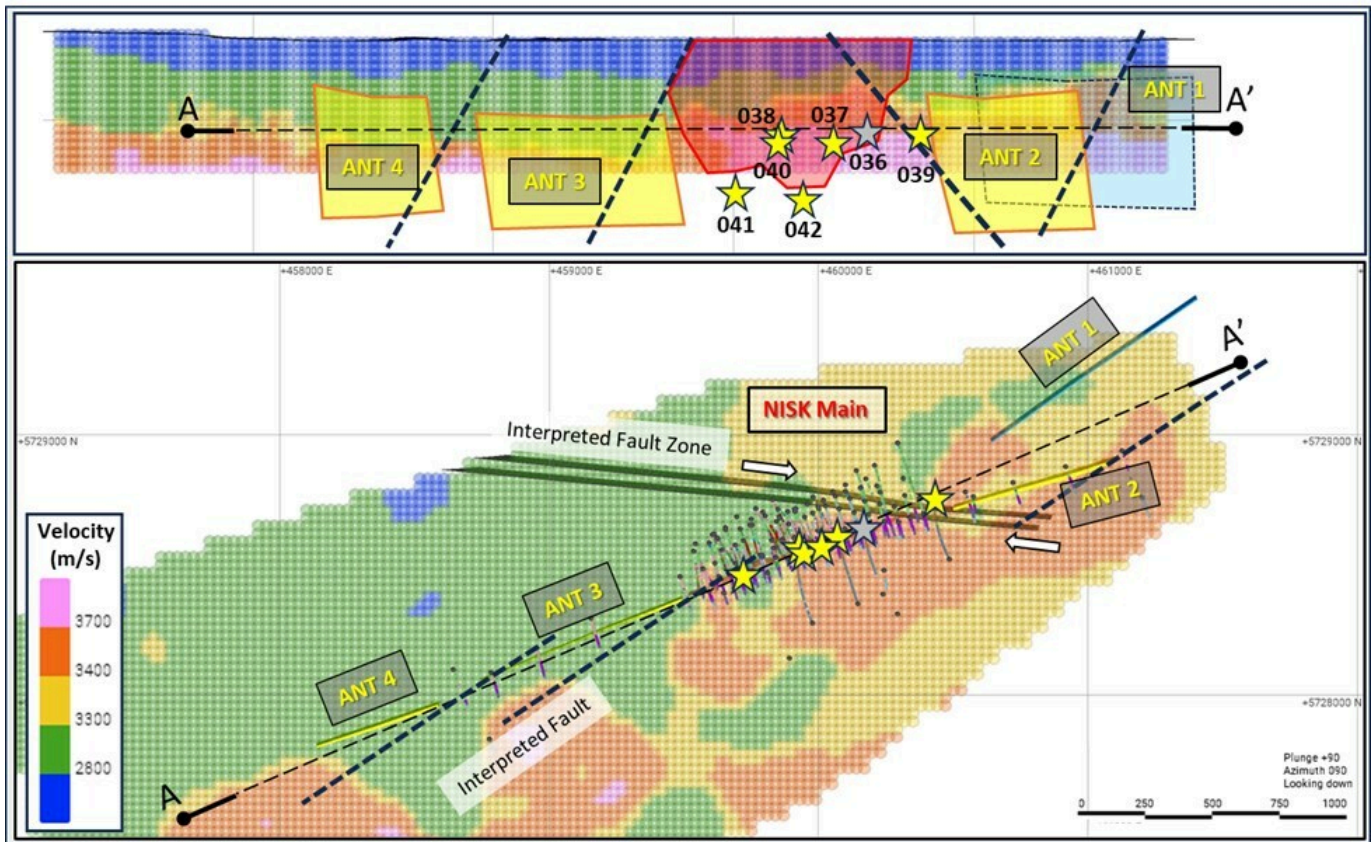 ANT 1
A
A'
038
037
ANT 4
ANT 3
040
036
039
ANT 2
041
042
+458000 E
+459000 E
+460000 E
+461000 E
ANT 1
A'
NISK Main
+5729000 N
Interpreted Fault Zone
+5729000 N
ANT 2
Velocity
(m/s)
3700
3400
3300
2800
ANT 3
ANT 4
+5728000 N
Interpreted Fault
A
Plunge +90
Azimuth 090
Looking down
0 250 500 750 1000